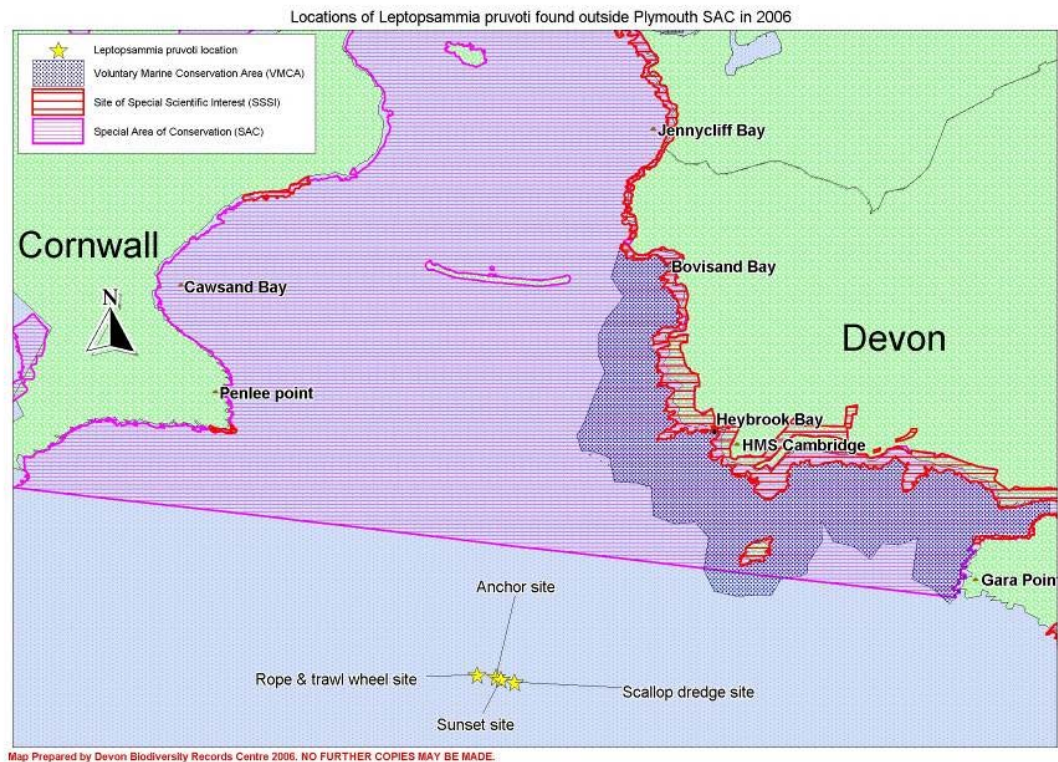 Locations of Leptopsammia pruvoti found outside Plymouth SAC in 2006
Leptopsammia pruvoti location
Voluntary Marine Conservation Area (VMCA)
Site of Special Scientific Interest (SSSI)
Special Area of Conservation (SAC)
Jennycliff Bay
Cornwall
Bovisand Bay
Cawsand Bay
N
Devon
Penlee point
Heybrook Bay
HMS Cambridge
Gara Point
Anchor site
Rope & trawl wheel site
Scallop dredge site
Sunset site
Map Prepared by Devon Biodiversity Records Centre 2006. NO FURTHER COPIES MAY BE MADE.